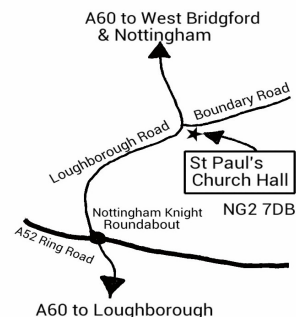 A60 to West Bridgford
& Nottingham
Boundary Road
Loughborough Road
St Paul's
Church Hall
NG2 7DB
Nottingham Knight
Roundabout
A52 Ring Road
A60 to Loughborough